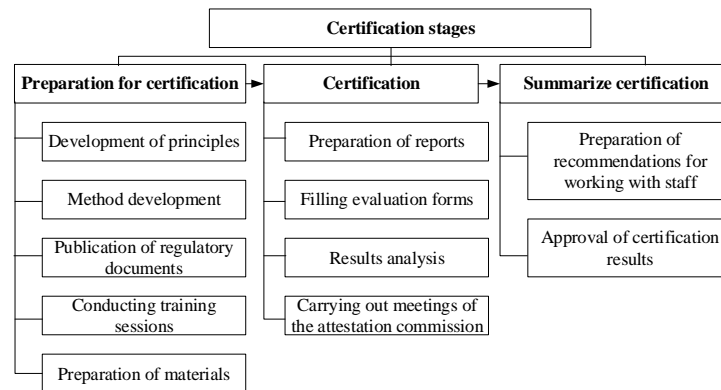 Certification stages
Preparation for certification
Certification
Summarize certification
Development of principles
Method development
Publication of regulatory
documents
Conducting training
sessions
Preparation of materials
Preparation of reports
Filling evaluation forms
Results analysis
Carrying out meetings of
the attestation commission
Preparation of
recommendations for
working with staff
Approval of certification
results